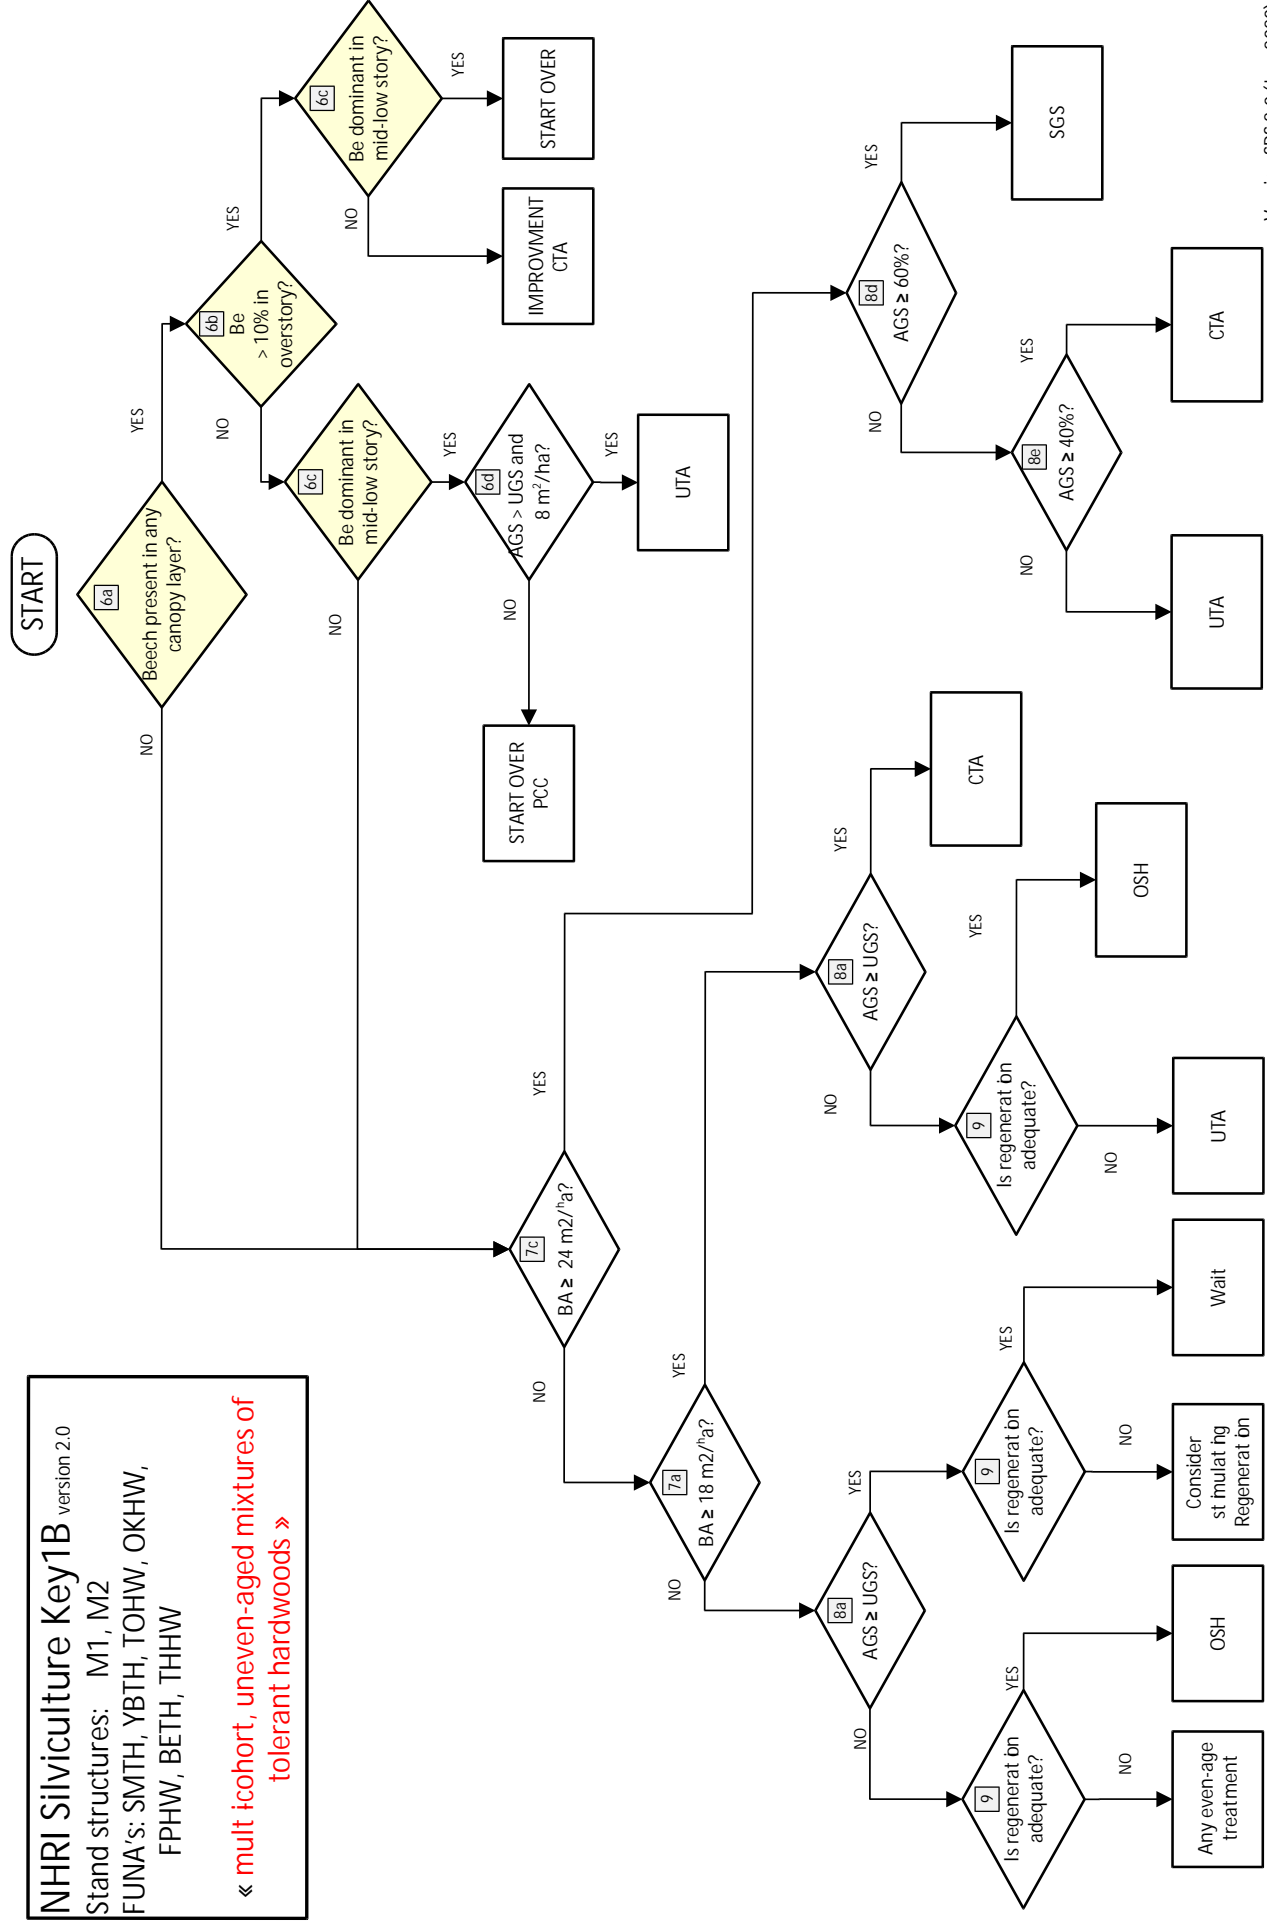 NHRI Silviculture Key1B version 2.0
Stand structures: M1, M2
FUNA's: SMTH, YBTH, TOHW, OKHW,
FPHW, BETH, THHW
« multi-cohort, uneven-aged mixtures of
tolerant hardwoods »
START
6a
Beech present in any
canopy layer?
NO
YES
6b
Be
> 10% in
overstory?
NO
YES
6c
Be dominant in
mid-low story?
NO
YES
6c
Be dominant in
mid-low story?
NO
YES
IMPROVMENT
CTA
START OVER
6d
AGS > UGS and
8 m²/ha?
NO
YES
START OVER
PCC
UTA
7c
BA ≥ 24 m2/ha?
NO
YES
7a
BA ≥ 18 m2/ha?
NO
YES
8a
AGS ≥ UGS?
NO
YES
9
Is regeneration
adequate?
NO
YES
Any even-age
treatment
OSH
9
Is regeneration
adequate?
NO
YES
Consider
stimulating
Regeneration
Wait
8a
AGS ≥ UGS?
NO
YES
9
Is regeneration
adequate?
NO
YES
UTA
OSH
CTA
8d
AGS ≥ 60%?
NO
YES
8e
AGS ≥ 40%?
NO
YES
UTA
CTA
SGS